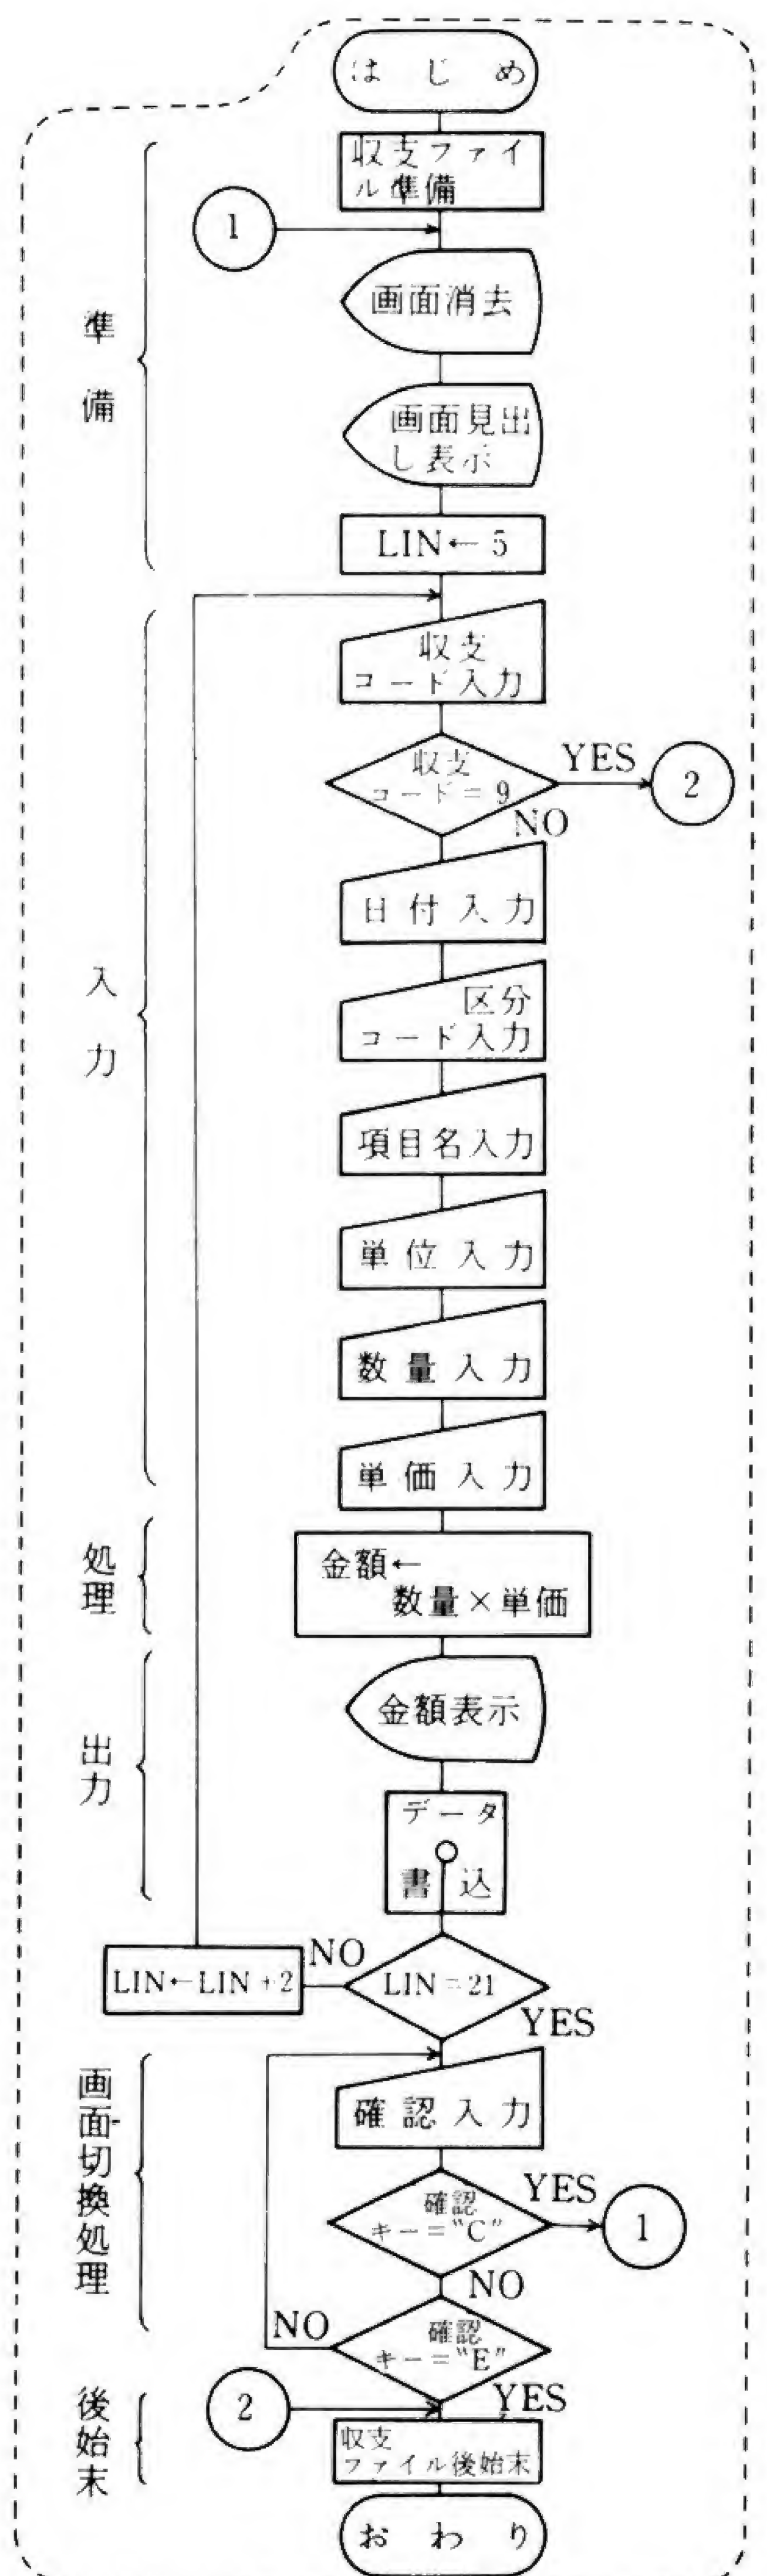 はじめ
収支ファイ
ル準備
1
画面消去
準備
画面見出
し表示
LIN←5
収支
コード入力
収支
コード＝9
YES
2
NO
日付入力
区分
コード入力
入力
項目名入力
単位入力
数量入力
単価入力
処理
金額←
数量×単価
金額表示
出力
データ
書込
LIN←LIN+2
NO
LIN＝21
YES
確認入力
画面切換処理
確認
キー＝“C”
YES
1
NO
確認
キー＝“E”
NO
YES
2
後始末
収支
ファイル後始末
おわり